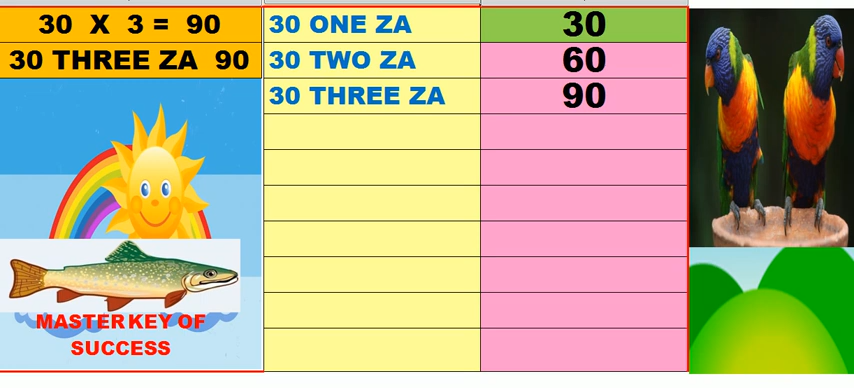 30 X 3 = 90
30 THREE ZA 90
30 ONE ZA 30
30 TWO ZA 60
30 THREE ZA 90
MASTER KEY OF
SUCCESS